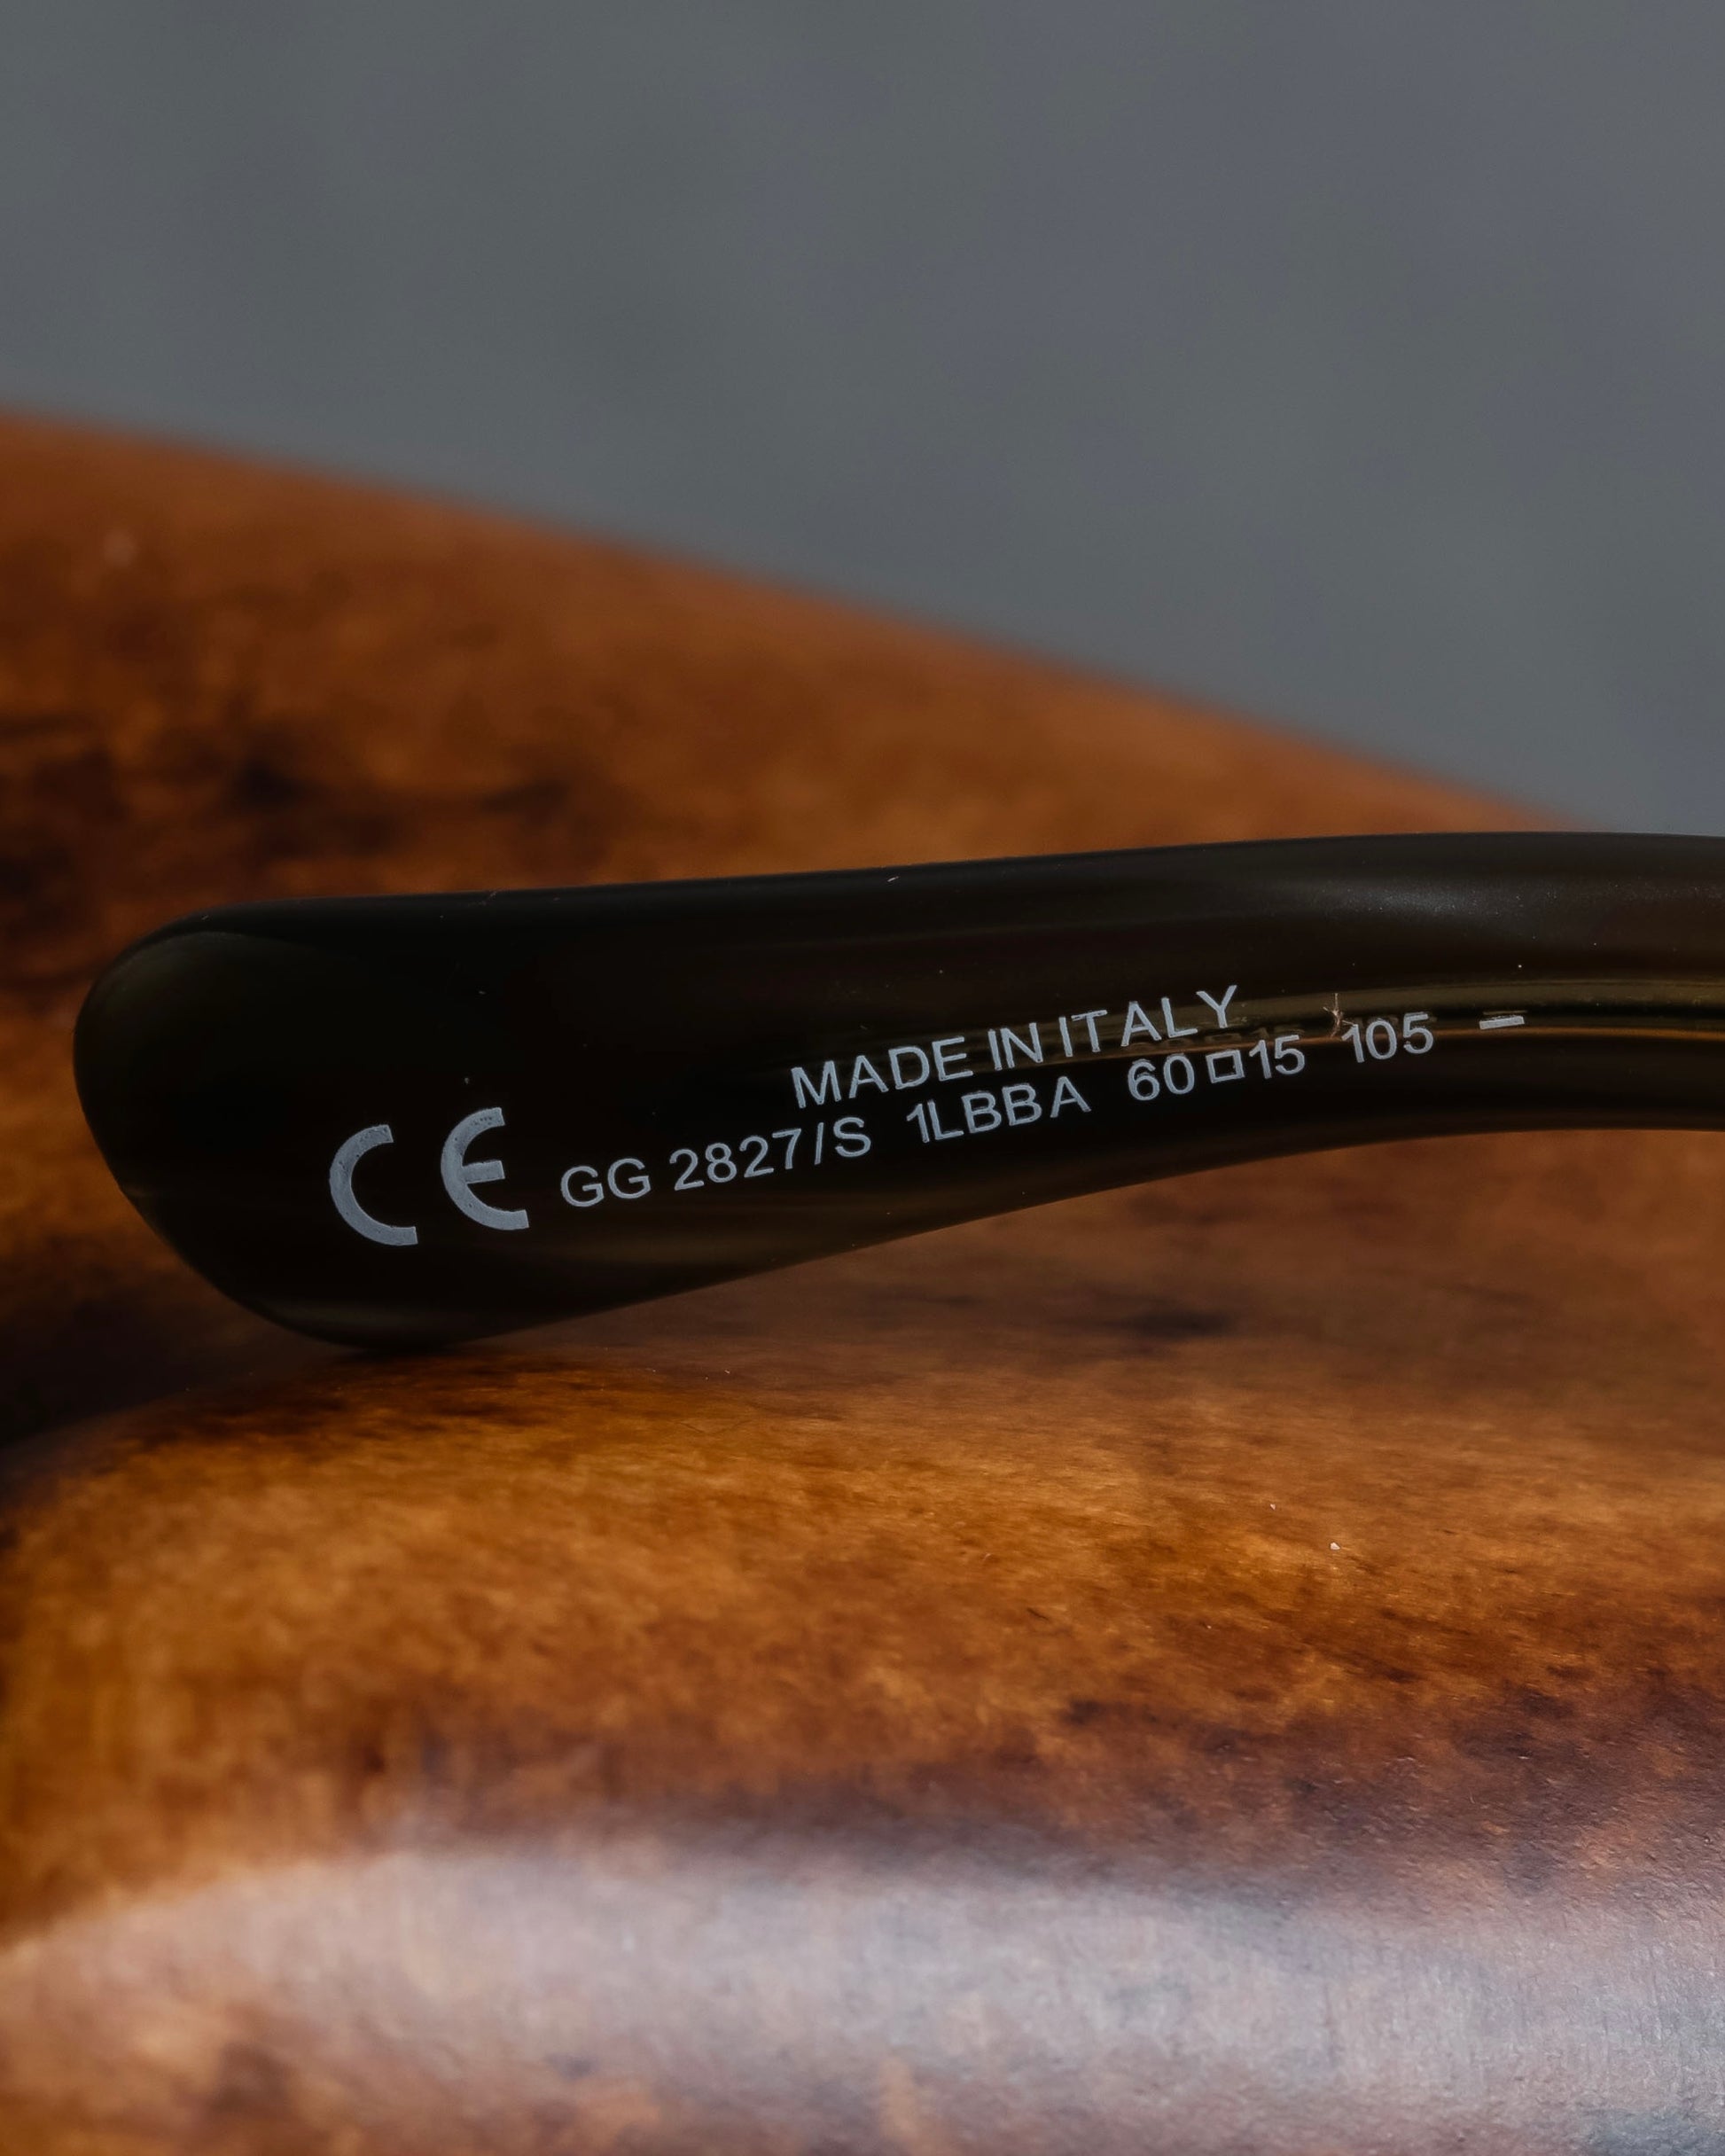 MADE IN ITALY
CE GG 2827/S 1LBBA 60□15 105 –